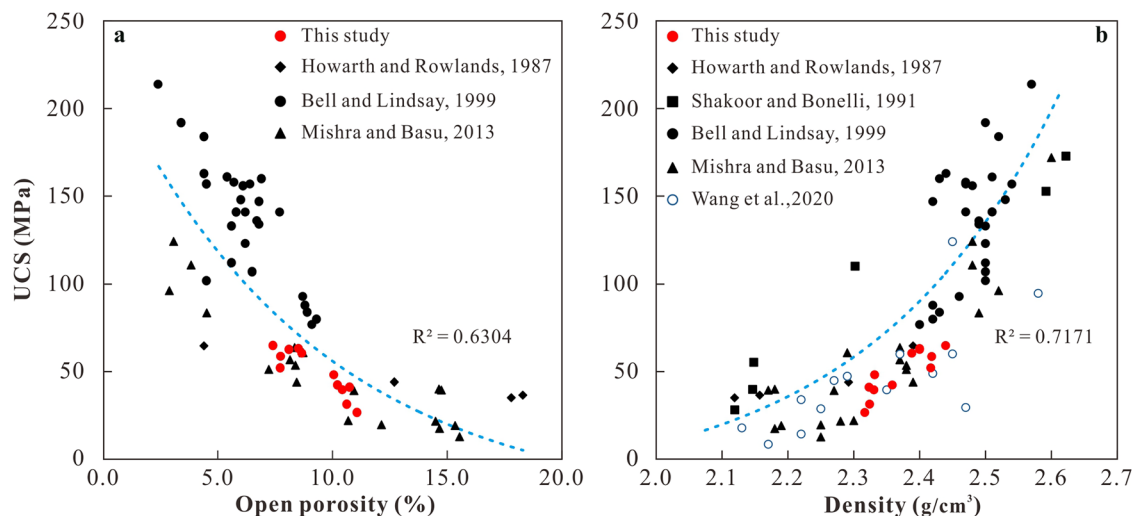 a
This study
Howarth and Rowlands, 1987
Bell and Lindsay, 1999
Mishra and Basu, 2013
R² = 0.6304
UCS (MPa)
250
200
150
100
50
0
0.0 5.0 10.0 15.0 20.0
Open porosity (%)
b
This study
Howarth and Rowlands, 1987
Shakoor and Bonelli, 1991
Bell and Lindsay, 1999
Mishra and Basu, 2013
Wang et al.,2020
R² = 0.7171
250
200
150
100
50
0
2.0 2.1 2.2 2.3 2.4 2.5 2.6 2.7
Density (g/cm³)